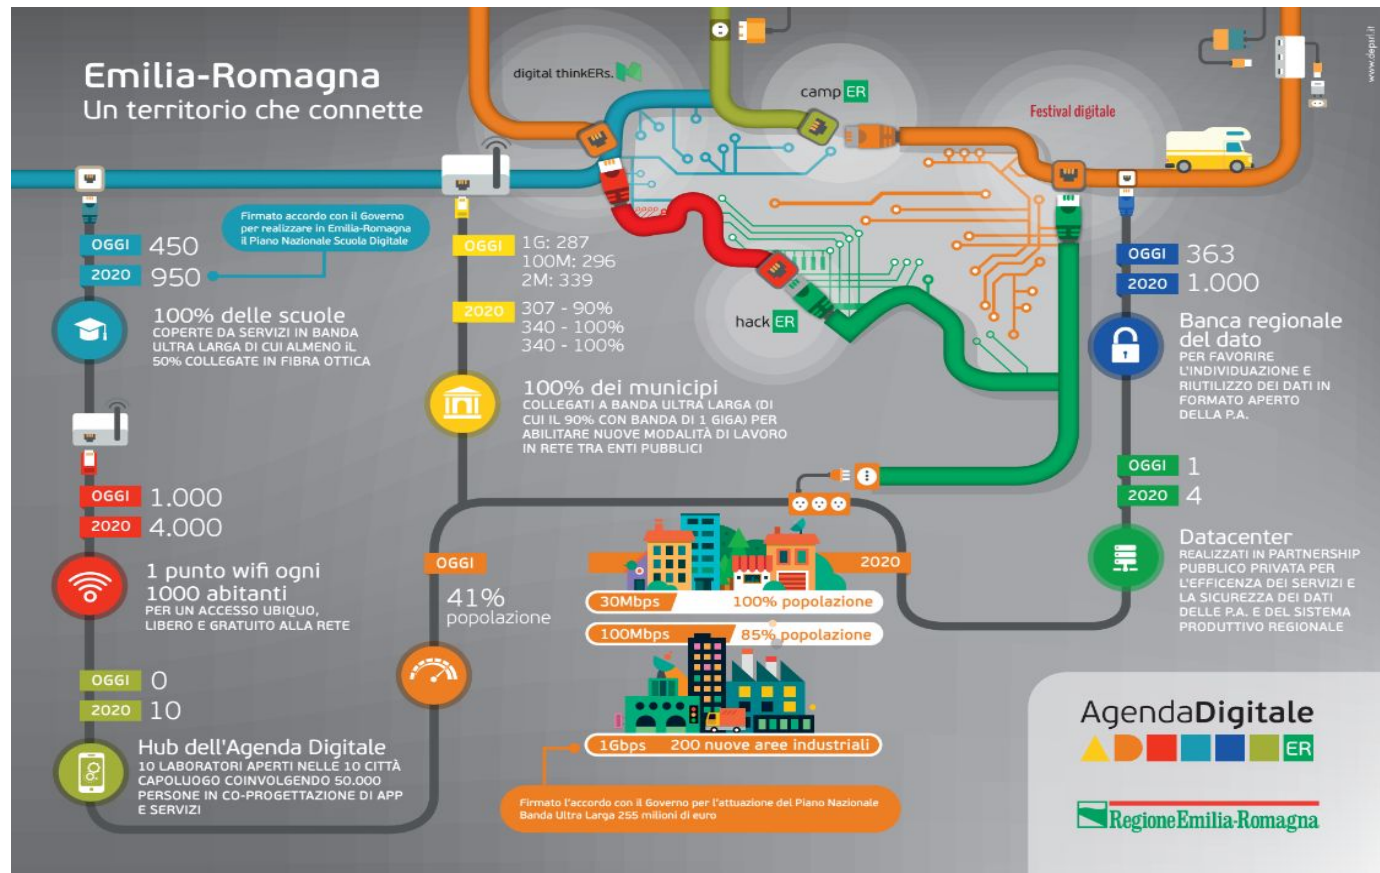 Emilia-Romagna
Un territorio che connette
digital thinkERs.
camp ER
Festival digitale
www.depsrl.it
Firmato accordo con il Governo
per realizzare in Emilia-Romagna
il Piano Nazionale Scuola Digitale
OGGI 450
2020 950
100% delle scuole
COPERTE DA SERVIZI IN BANDA
ULTRA LARGA DI CUI ALMENO iL
50% COLLEGATE IN FIBRA OTTICA
OGGI 1.000
2020 4.000
1 punto wifi ogni
1000 abitanti
PER UN ACCESSO UBIQUO,
LIBERO E GRATUITO ALLA RETE
OGGI 0
2020 10
Hub dell'Agenda Digitale
10 LABORATORI APERTI NELLE 10 CITTÀ
CAPOLUOGO COINVOLGENDO 50.000
PERSONE IN CO-PROGETTAZIONE DI APP
E SERVIZI
OGGI 1G: 287
100M: 296
2M: 339
2020 307 - 90%
340 - 100%
340 - 100%
100% dei municipi
COLLEGATI A BANDA ULTRA LARGA (DI
CUI IL 90% CON BANDA DI 1 GIGA) PER
ABILITARE NUOVE MODALITÀ DI LAVORO
IN RETE TRA ENTI PUBBLICI
hack ER
OGGI
41%
popolazione
2020
30Mbps 100% popolazione
100Mbps 85% popolazione
1Gbps 200 nuove aree industriali
Firmato l'accordo con il Governo per l'attuazione del Piano Nazionale
Banda Ultra Larga 255 milioni di euro
OGGI 363
2020 1.000
Banca regionale
del dato
PER FAVORIRE
L'INDIVIDUAZIONE E
RIUTILIZZO DEI DATI IN
FORMATO APERTO
DELLA P.A.
OGGI 1
2020 4
Datacenter
REALIZZATI IN PARTNERSHIP
PUBBLICO PRIVATA PER
L'EFFICENZA DEI SERVIZI E
LA SICUREZZA DEI DATI
DELLE P.A. E DEL SISTEMA
PRODUTTIVO REGIONALE
AgendaDigitale
ER
RegioneEmilia-Romagna